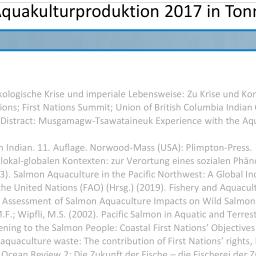 Aquakulturproduktion 2017 in Tonn
kologische Krise und imperiale Lebensweise: Zu Krise und Kon
ions; First Nations Summit; Union of British Columbia Indian C
Distract: Musgamagw-Tsawataineuk Experience with the Aqu
n Indian. 11. Auflage. Norwood-Mass (USA): Plimpton-Press.
lokal-globalen Kontexten: zur Verortung eines sozialen Phän
3). Salmon Aquaculture in the Pacific Northwest: A Global Ind
the United Nations (FAO) (Hrsg.) (2019). Fishery and Aquacult
Assessment of Salmon Aquaculture Impacts on Wild Salmon
M.F.; Wipfli, M.S. (2002). Pacific Salmon in Aquatic and Terrest
ening to the Salmon People: Coastal First Nations' Objectives
aquaculture waste: The contribution of First Nations' rights,
Ocean Review 2: Die Zukunft der Fische – die Fischerei der Zu